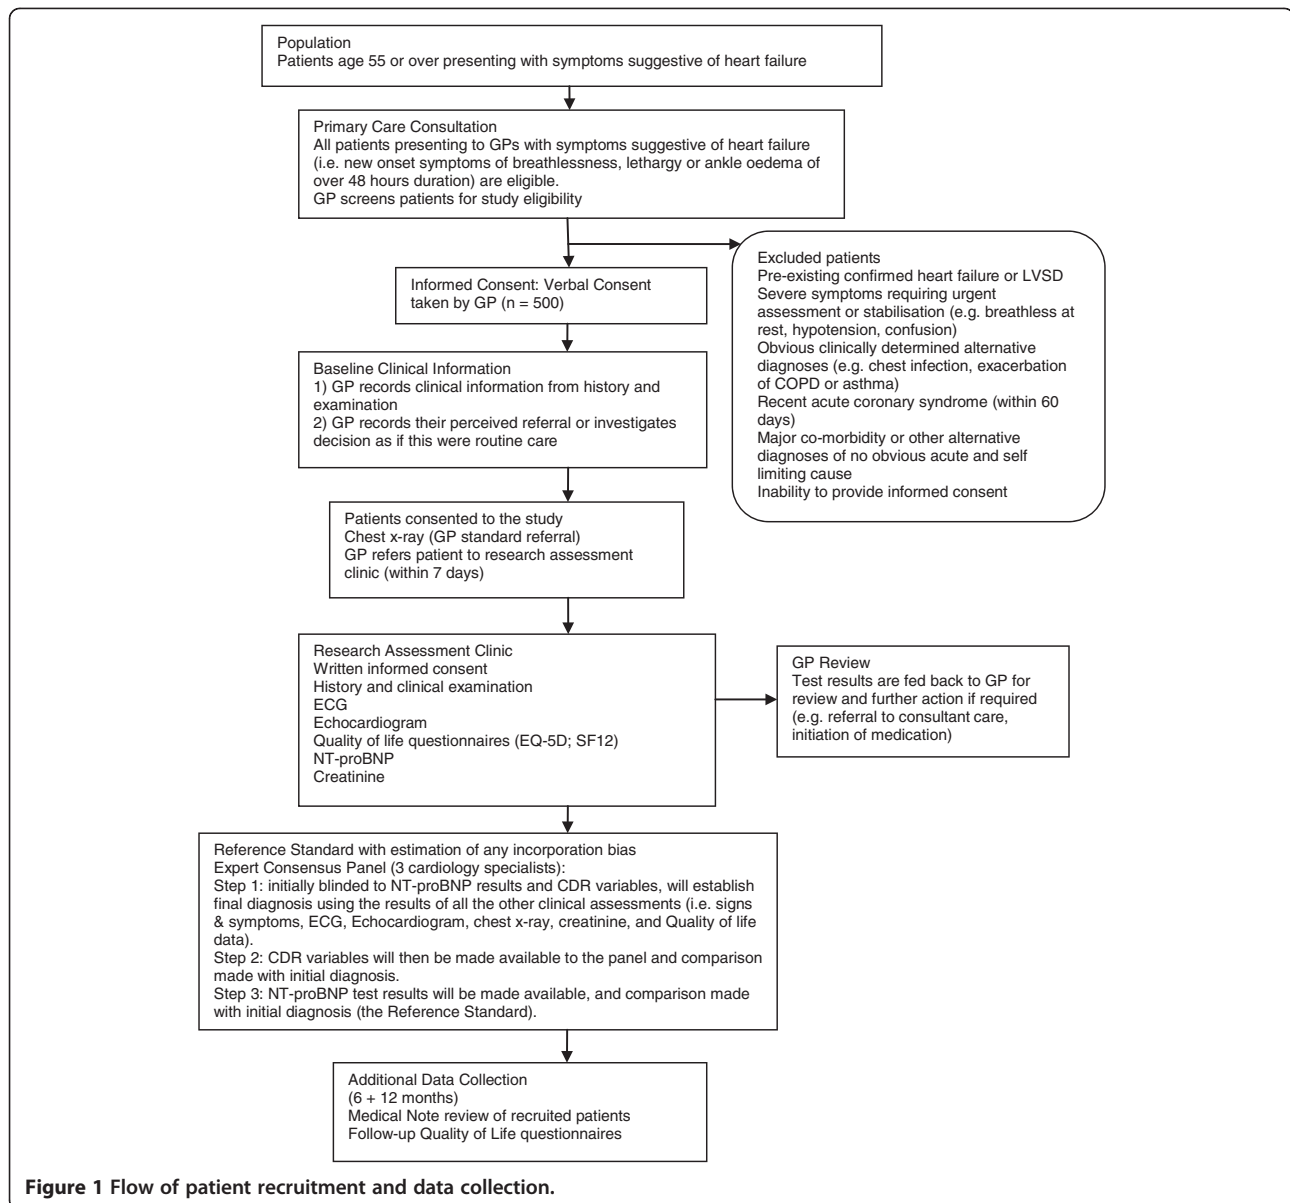 Population
Patients age 55 or over presenting with symptoms suggestive of heart failure
Primary Care Consultation
All patients presenting to GPs with symptoms suggestive of heart failure
(i.e. new onset symptoms of breathlessness, lethargy or ankle oedema of
over 48 hours duration) are eligible.
GP screens patients for study eligibility
Excluded patients
Pre-existing confirmed heart failure or LVSD
Severe symptoms requiring urgent
assessment or stabilisation (e.g. breathless at
rest, hypotension, confusion)
Obvious clinically determined alternative
diagnoses (e.g. chest infection, exacerbation
of COPD or asthma)
Recent acute coronary syndrome (within 60
days)
Major co-morbidity or other alternative
diagnoses of no obvious acute and self
limiting cause
Inability to provide informed consent
Informed Consent: Verbal Consent
taken by GP (n = 500)
Baseline Clinical Information
1) GP records clinical information from history and
examination
2) GP records their perceived referral or investigates
decision as if this were routine care
Patients consented to the study
Chest x-ray (GP standard referral)
GP refers patient to research assessment
clinic (within 7 days)
Research Assessment Clinic
Written informed consent
History and clinical examination
ECG
Echocardiogram
Quality of life questionnaires (EQ-5D; SF12)
NT-proBNP
Creatinine
GP Review
Test results are fed back to GP for
review and further action if required
(e.g. referral to consultant care,
initiation of medication)
Reference Standard with estimation of any incorporation bias
Expert Consensus Panel (3 cardiology specialists):
Step 1: initially blinded to NT-proBNP results and CDR variables, will establish
final diagnosis using the results of all the other clinical assessments (i.e. signs
& symptoms, ECG, Echocardiogram, chest x-ray, creatinine, and Quality of life
data).
Step 2: CDR variables will then be made available to the panel and comparison
made with initial diagnosis.
Step 3: NT-proBNP test results will be made available, and comparison made
with initial diagnosis (the Reference Standard).
Additional Data Collection
(6 + 12 months)
Medical Note review of recruited patients
Follow-up Quality of Life questionnaires
Figure 1 Flow of patient recruitment and data collection.